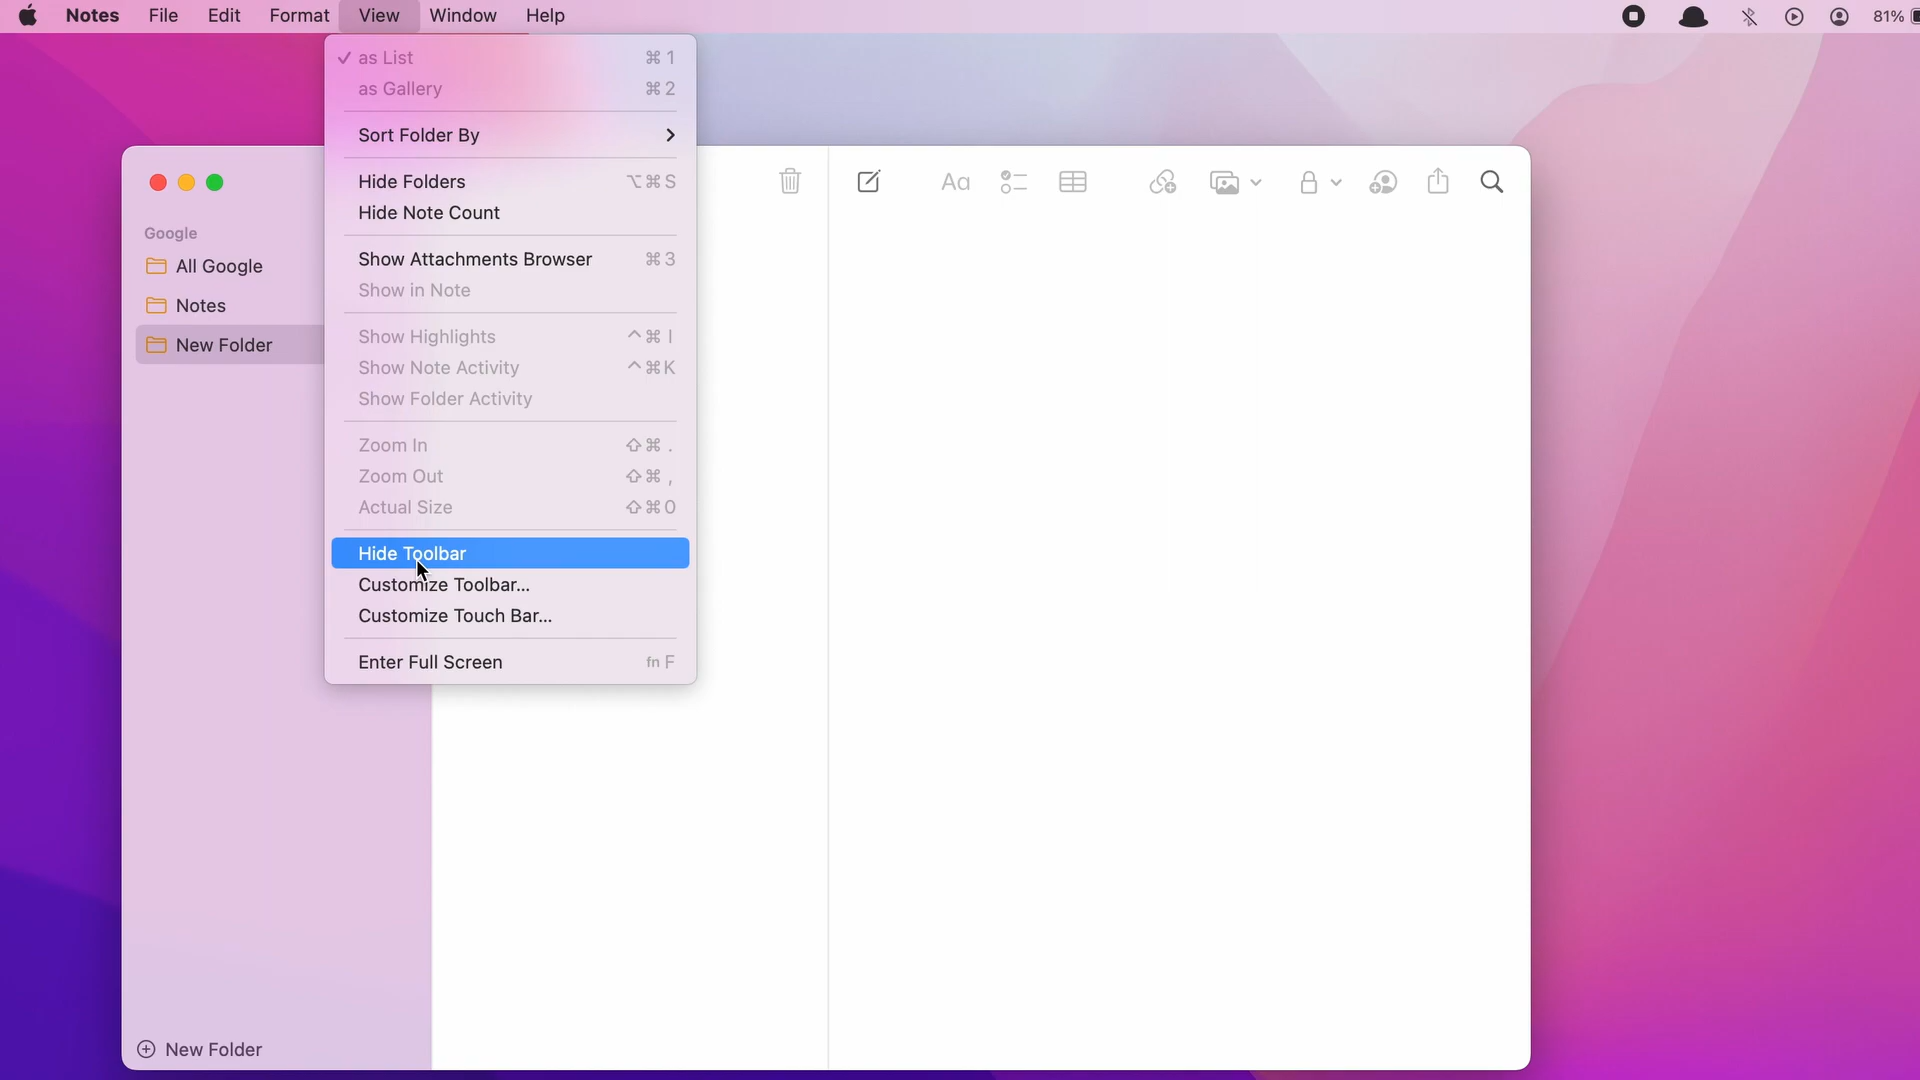 Notes File Edit Format View Window Help 81%
as List ⌘ 1
as Gallery ⌘ 2
Sort Folder By
Hide Folders ⌥⌘ S
Hide Note Count
Show Attachments Browser ⌘ 3
Show in Note
Show Highlights ^⌘ I
Show Note Activity ^⌘K
Show Folder Activity
Zoom In ⇧⌘ .
Zoom Out ⇧⌘ ,
Actual Size ⇧⌘0
Hide Toolbar
Customize Toolbar...
Customize Touch Bar...
Enter Full Screen fn F
Google
All Google
Notes
New Folder
New Folder
Aa